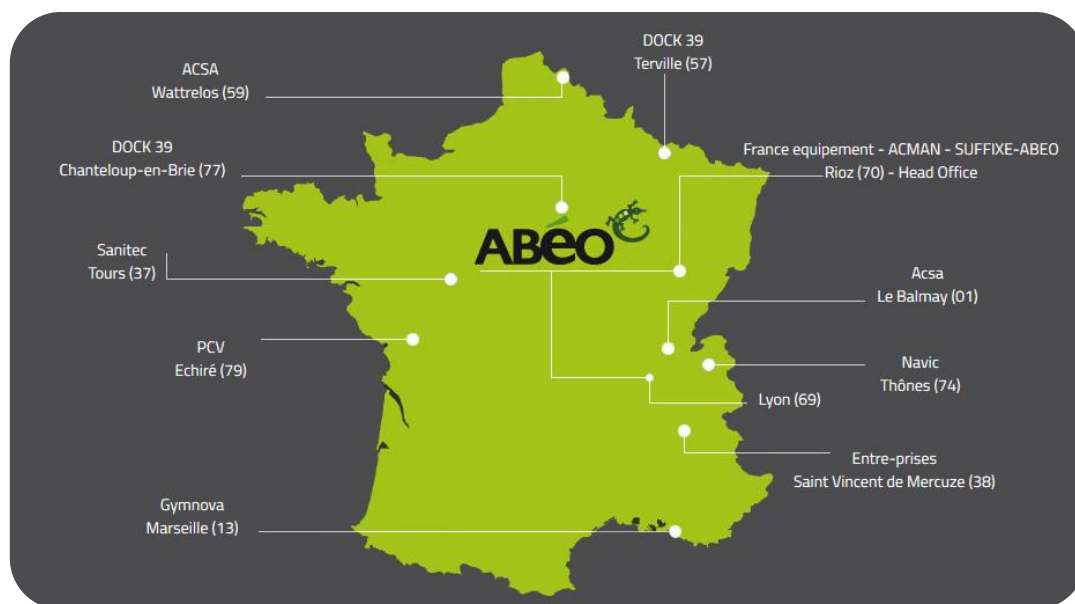 DOCK 39
Terville (57)
ACSA
Wattrelos (59)
DOCK 39
Chanteloup-en-Brie (77)
France equipement - ACMAN - SUFFIXE-ABEO
Rioz (70) - Head Office
ABéo
Sanitec
Tours (37)
Acsa
Le Balmay (01)
PCV
Echiré (79)
Navic
Thônes (74)
Lyon (69)
Entre-prises
Saint Vincent de Mercuze (38)
Gymnova
Marseille (13)